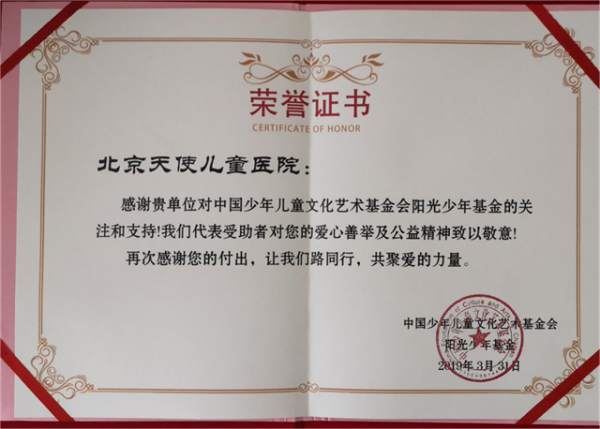 荣誉证书
CERTIFICATE OF HONOR
北京天使儿童医院：
感谢贵单位对中国少年儿童文化艺术基金会阳光少年基金的关
注和支持!我们代表受助者对您的爱心善举及公益精神致以敬意!
再次感谢您的付出，让我们路同行，共聚爱的力量。
中国少年儿童文化艺术基金会
阳光少年基金
2019年3月31日